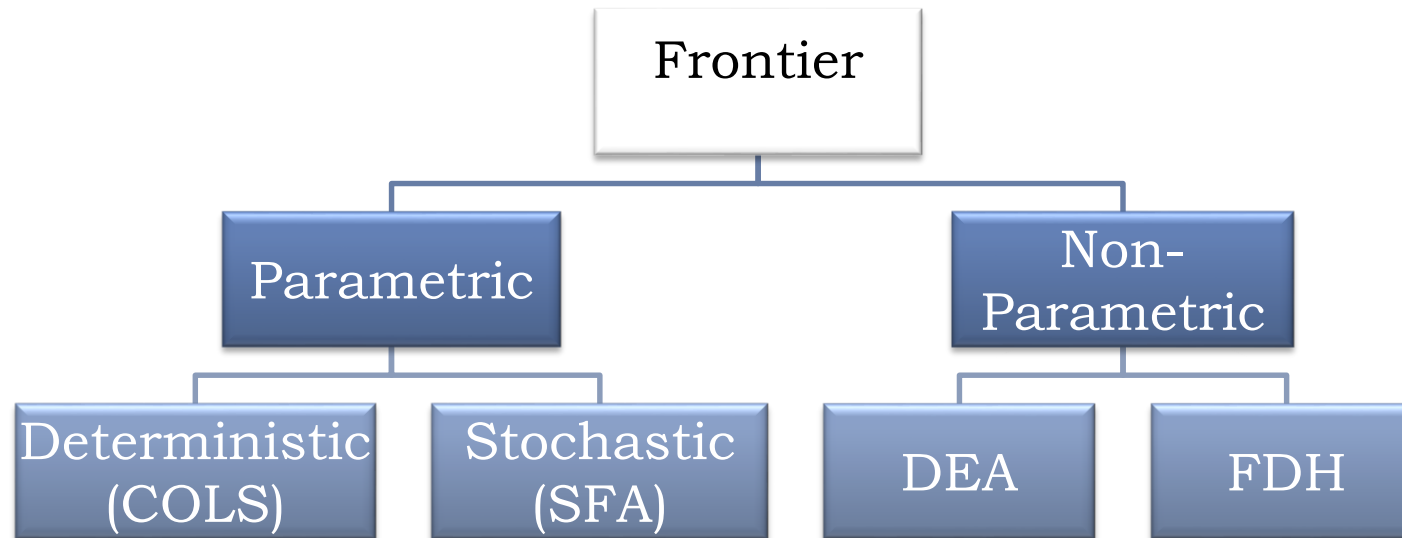 Frontier
Parametric
Non-
Parametric
Deterministic
(COLS)
Stochastic
(SFA)
DEA
FDH